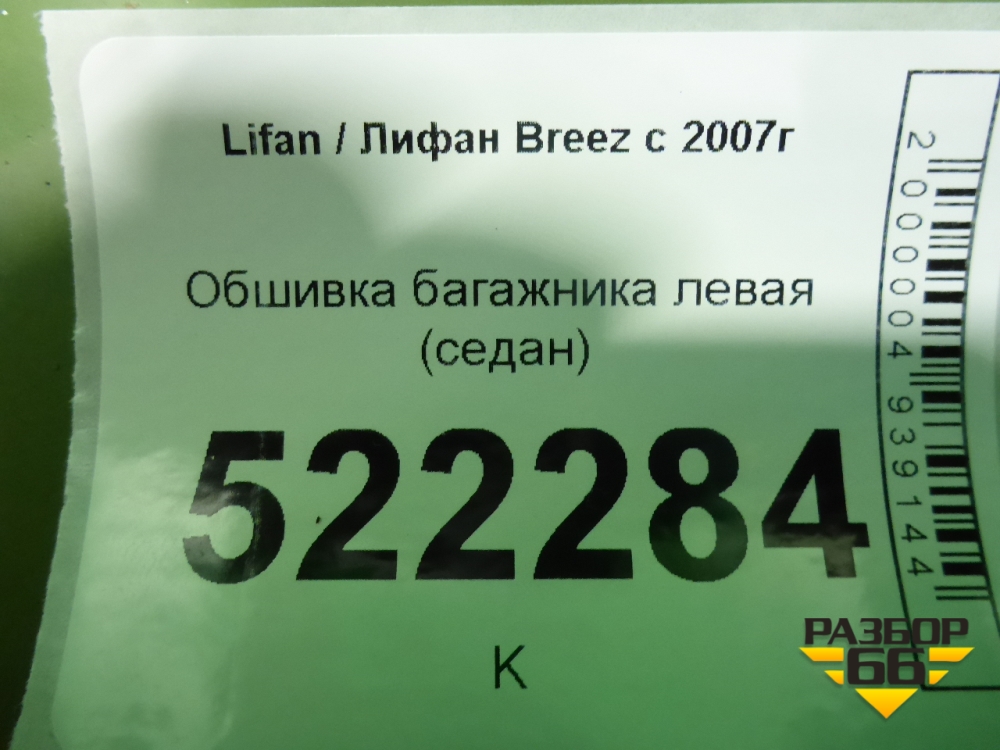 Lifan / Лифан Breez с 2007г
Обшивка багажника левая
(седан)
522284
К
2000004939144
РАЗБОР
66